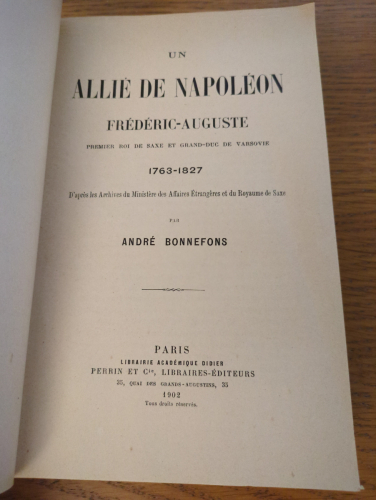 UN
ALLIÉ DE NAPOLÉON
FRÉDÉRIC-AUGUSTE
PREMIER ROI DE SAXE ET GRAND-DUC DE VARSOVIE
1763-1827
D'après les Archives du Ministère des Affaires Étrangères et du Royaume de Saxe
PAR
ANDRÉ BONNEFONS
PARIS
LIBRAIRIE ACADÉMIQUE DIDIER
PERRIN ET Cie, LIBRAIRES-ÉDITEURS
35, QUAI DES GRANDS-AUGUSTINS, 35
1902
Tous droits réservés.